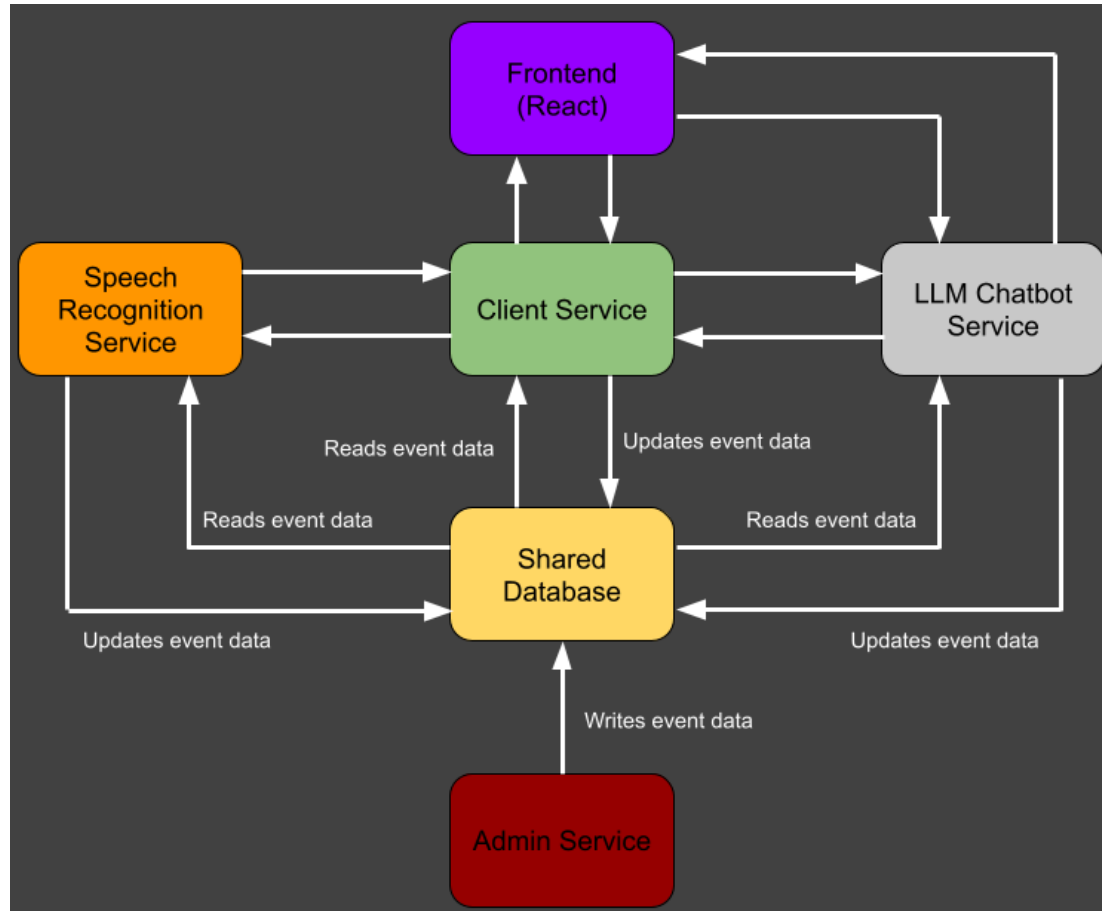 Frontend
(React)
Speech
Recognition
Service
Client Service
LLM Chatbot
Service
Reads event data
Updates event data
Reads event data
Reads event data
Shared
Database
Updates event data
Updates event data
Writes event data
Admin Service